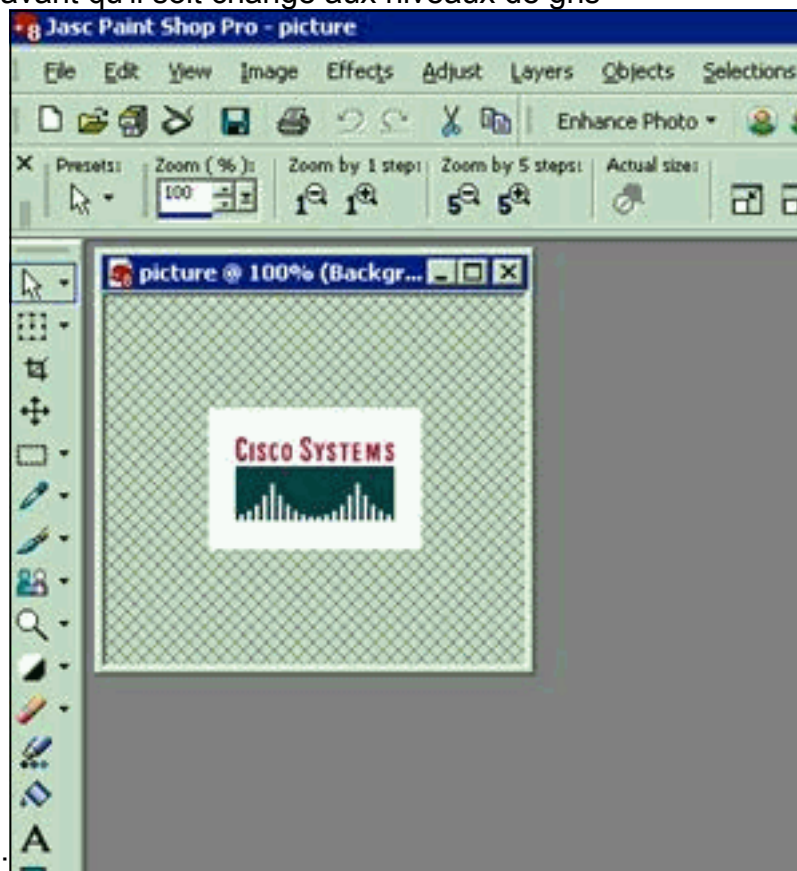 avant qu'il soit changé aux niveaux de gris
Jasc Paint Shop Pro - picture
File Edit View Image Effects Adjust Layers Objects Selections
Enhance Photo
Presets: Zoom ( % ): Zoom by 1 step: Zoom by 5 steps: Actual size:
100 1 1 5 5
picture @ 100% (Backgr...
CISCO SYSTEMS
A
.